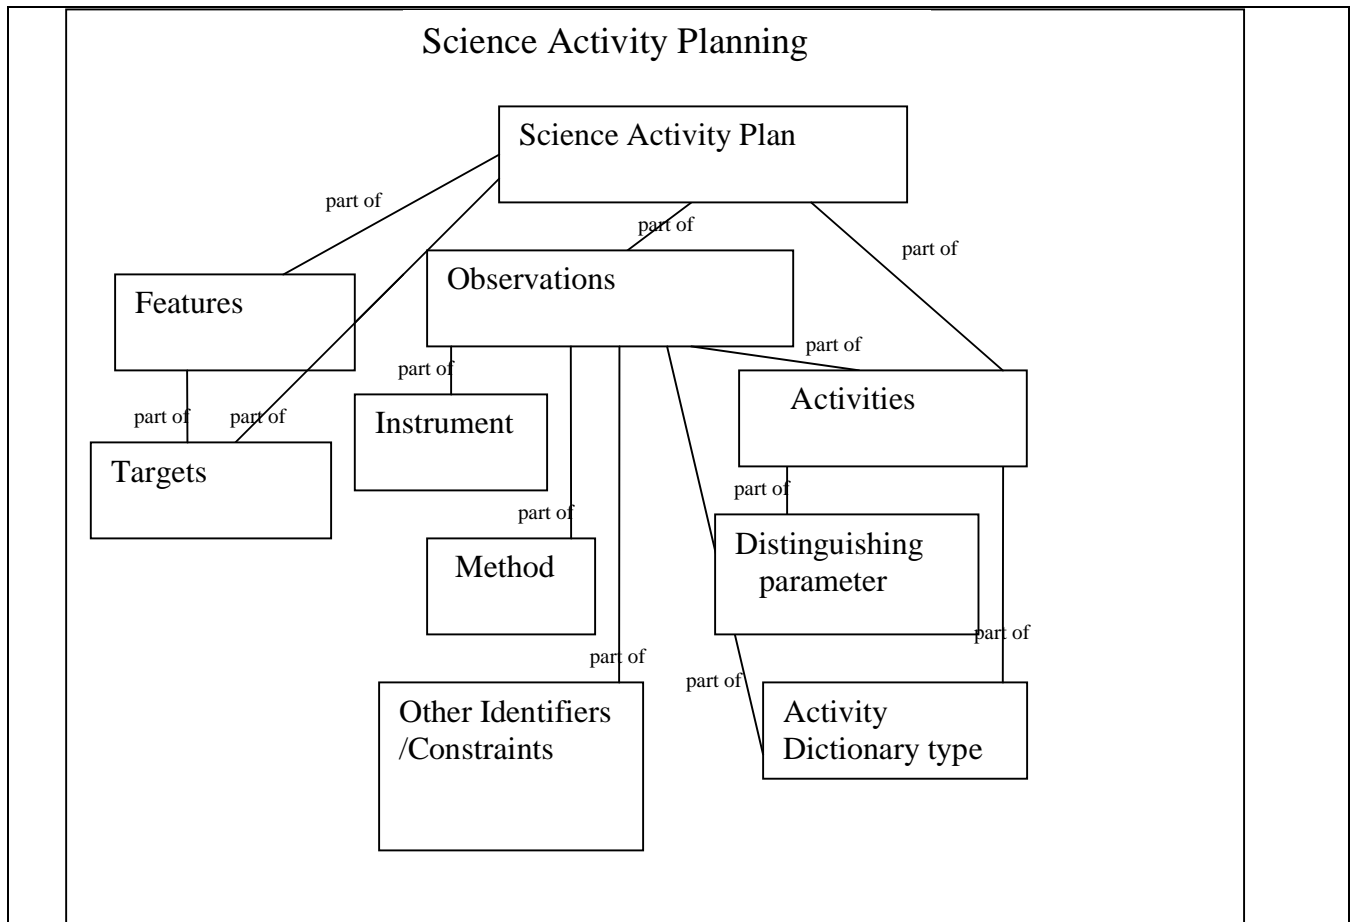 Science Activity Planning
Science Activity Plan
part of
part of
part of
Observations
Features
part of
part of
part of
part of
Activities
Instrument
Targets
part of
part of
Distinguishing
parameter
Method
part of
part of
part of
Other Identifiers
/Constraints
Activity
Dictionary type